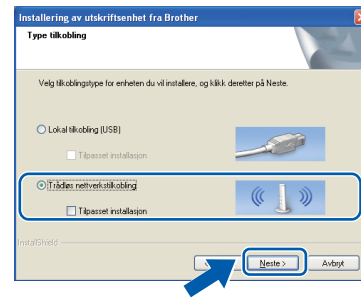 Installering av utskriftsenhet fra Brother
Type tilkobling
Velg tilkoblingstype for enheten du vil installere, og klikk deretter på Neste.
Lokal tilkobling (USB)
Tilpasset installasjon
Trådløs nettverkstilkobling
Tilpasset installasjon
InstallShield
<
Neste >
Avbryt